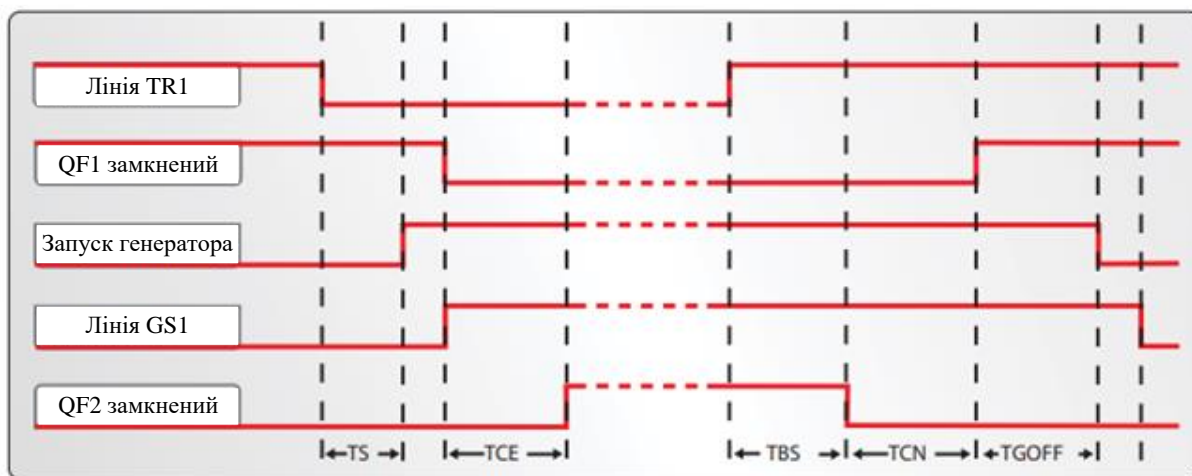 Лінія TR1
QF1 замкнений
Запуск генератора
Лінія GS1
QF2 замкнений
TS
TCE
TBS
TCN
TGOFF